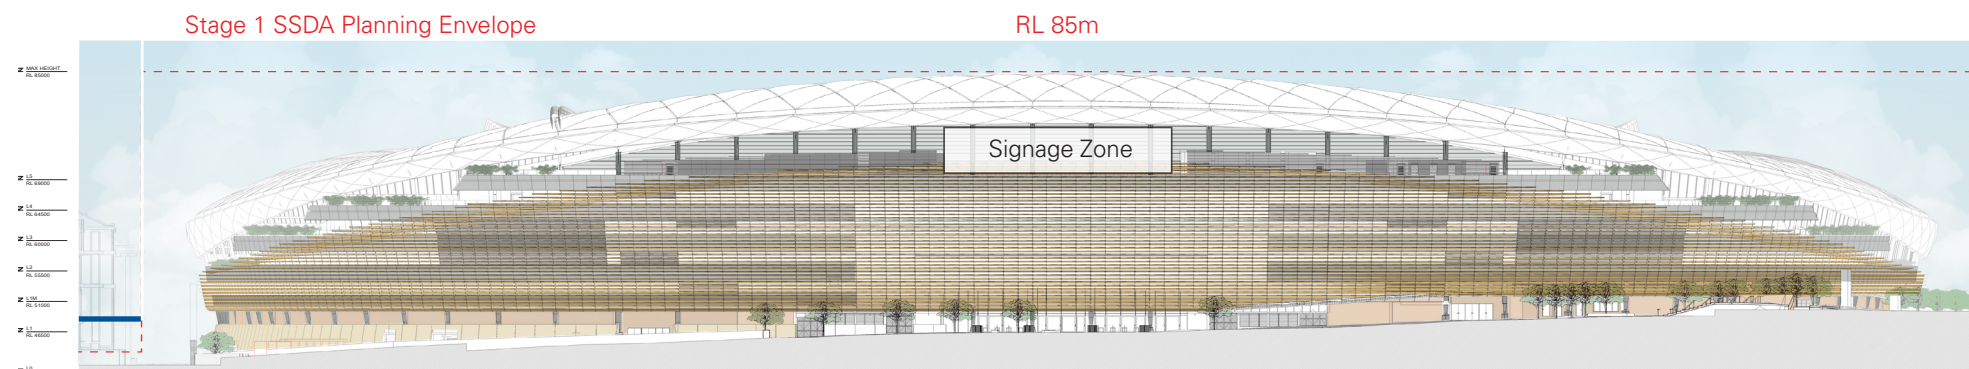 Stage 1 SSDA Planning Envelope
RL 85m
MAX HEIGHT
RL 85000
Signage Zone
L5
RL 69000
L4
RL 64500
L3
RL 60000
L2
RL 55500
L1M
RL 51000
L1
RL 46500